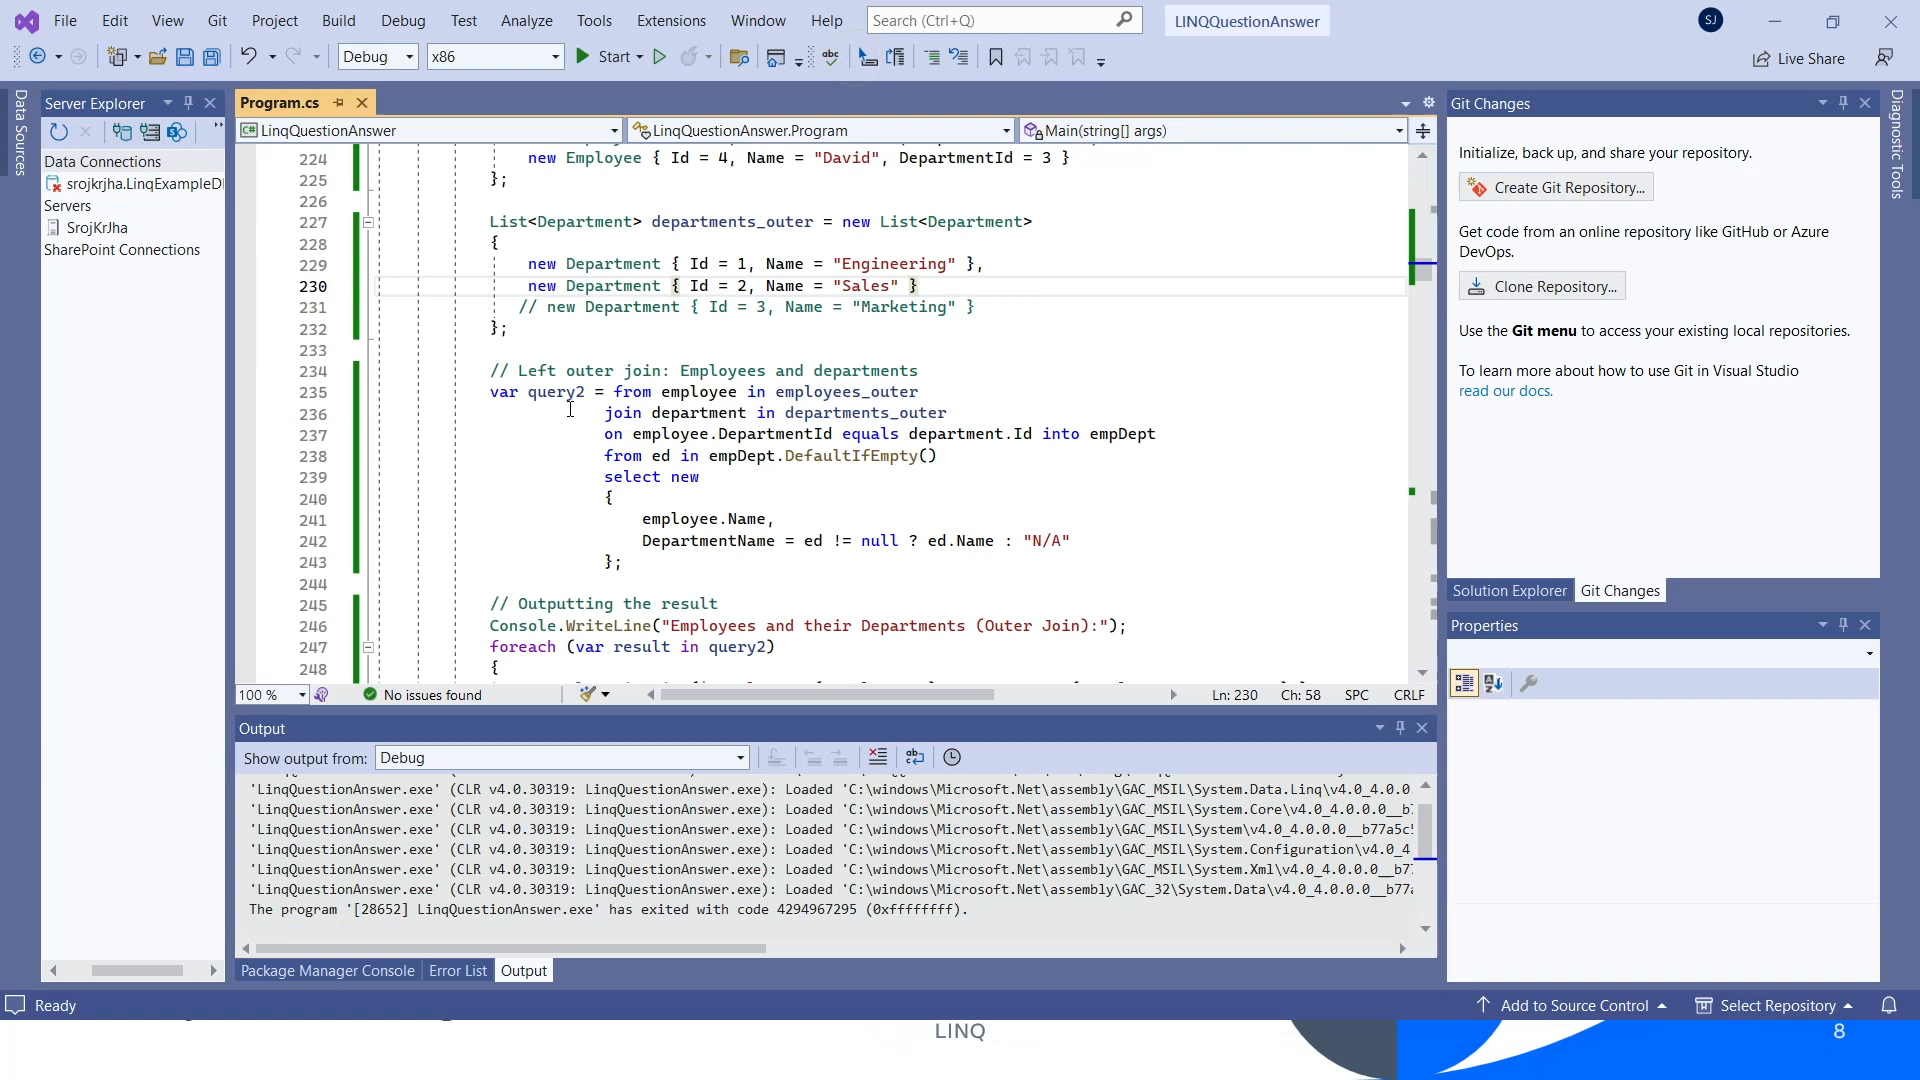 File Edit View Git Project Build Debug Test Analyze Tools Extensions Window Help Search (Ctrl+Q) LINQQuestionAnswer SJ
Debug x86 Start Live Share
Data Sources
Server Explorer
Data Connections
srojkrjha.LinqExampleD
Servers
SrojKrJha
SharePoint Connections
Program.cs
LinqQuestionAnswer LinqQuestionAnswer.Program Main(string[] args)
224 new Employee { Id = 4, Name = "David", DepartmentId = 3 }
225 };
226
227 List<Department> departments_outer = new List<Department>
228 {
229 new Department { Id = 1, Name = "Engineering" },
230 new Department { Id = 2, Name = "Sales" }
231 // new Department { Id = 3, Name = "Marketing" }
232 };
233
234 // Left outer join: Employees and departments
235 var query2 = from employee in employees_outer
236 join department in departments_outer
237 on employee.DepartmentId equals department.Id into empDept
238 from ed in empDept.DefaultIfEmpty()
239 select new
240 {
241 employee.Name,
242 DepartmentName = ed != null ? ed.Name : "N/A"
243 };
244
245 // Outputting the result
246 Console.WriteLine("Employees and their Departments (Outer Join):");
247 foreach (var result in query2)
248 {
100 % No issues found Ln: 230 Ch: 58 SPC CRLF
Output
Show output from: Debug
'LinqQuestionAnswer.exe' (CLR v4.0.30319: LinqQuestionAnswer.exe): Loaded 'C:\windows\Microsoft.Net\assembly\GAC_MSIL\System.Data.Linq\v4.0_4.0.0.
'LinqQuestionAnswer.exe' (CLR v4.0.30319: LinqQuestionAnswer.exe): Loaded 'C:\windows\Microsoft.Net\assembly\GAC_MSIL\System.Core\v4.0_4.0.0.0__b7
'LinqQuestionAnswer.exe' (CLR v4.0.30319: LinqQuestionAnswer.exe): Loaded 'C:\windows\Microsoft.Net\assembly\GAC_MSIL\System\v4.0_4.0.0.0__b77a5c5
'LinqQuestionAnswer.exe' (CLR v4.0.30319: LinqQuestionAnswer.exe): Loaded 'C:\windows\Microsoft.Net\assembly\GAC_MSIL\System.Configuration\v4.0_4
'LinqQuestionAnswer.exe' (CLR v4.0.30319: LinqQuestionAnswer.exe): Loaded 'C:\windows\Microsoft.Net\assembly\GAC_MSIL\System.Xml\v4.0_4.0.0.0__b7
'LinqQuestionAnswer.exe' (CLR v4.0.30319: LinqQuestionAnswer.exe): Loaded 'C:\windows\Microsoft.Net\assembly\GAC_32\System.Data\v4.0_4.0.0.0__b77a
The program '[28652] LinqQuestionAnswer.exe' has exited with code 4294967295 (0xffffffff).
Package Manager Console Error List Output
Git Changes
Initialize, back up, and share your repository.
Create Git Repository...
Get code from an online repository like GitHub or Azure
DevOps.
Clone Repository...
Use the Git menu to access your existing local repositories.
To learn more about how to use Git in Visual Studio
read our docs.
Solution Explorer Git Changes
Properties
Diagnostic Tools
Ready Add to Source Control Select Repository
LINQ 8